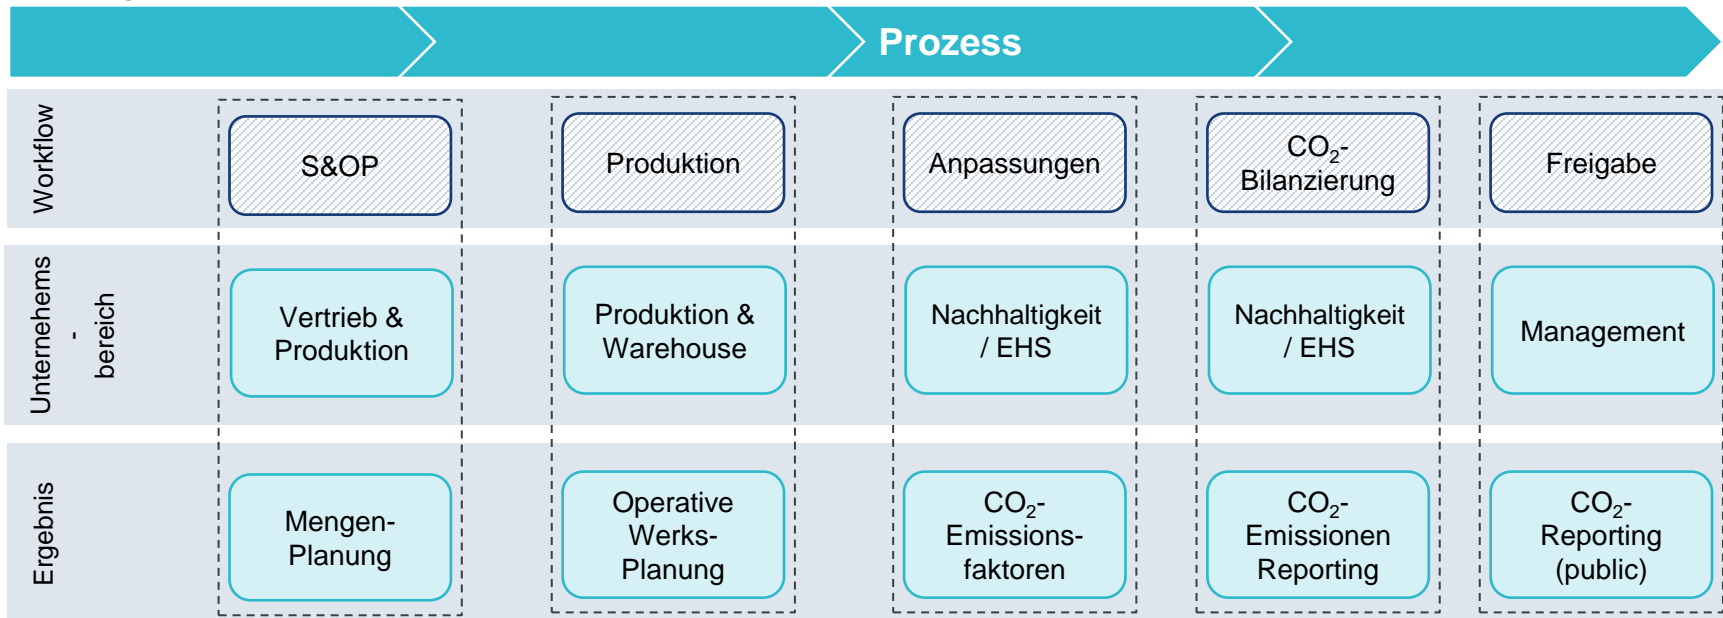 Prozess
Workflow
S&OP
Produktion
Anpassungen
CO₂-
Bilanzierung
Freigabe
Unternehems
-
bereich
Vertrieb &
Produktion
Produktion &
Warehouse
Nachhaltigkeit
/ EHS
Nachhaltigkeit
/ EHS
Management
Ergebnis
Mengen-
Planung
Operative
Werks-
Planung
CO₂-
Emissions-
faktoren
CO₂-
Emissionen
Reporting
CO₂-
Reporting
(public)